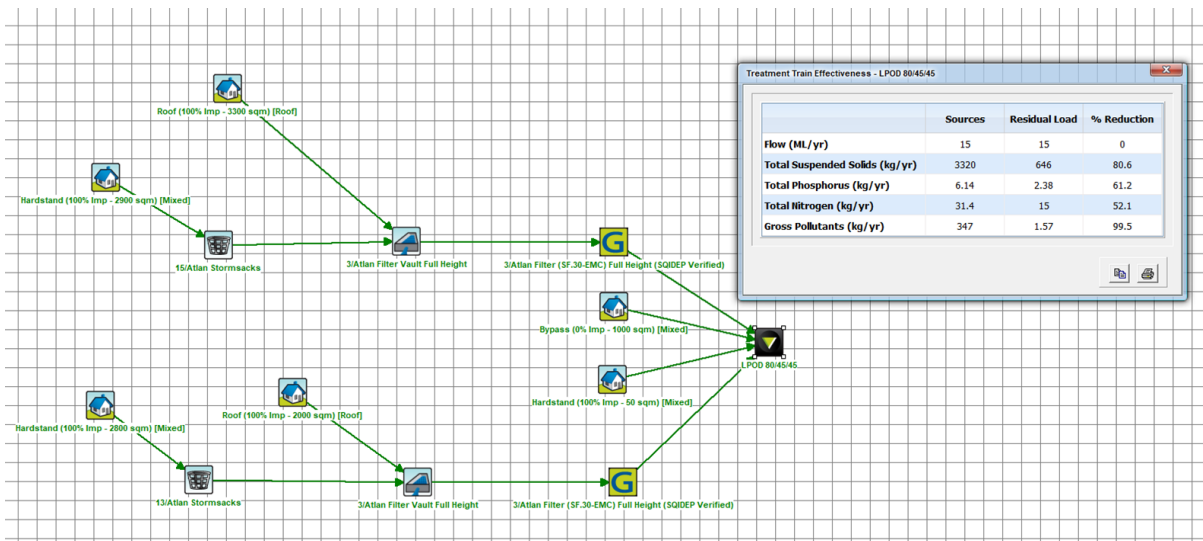 Treatment Train Effectiveness - LPOD 80/45/45
Sources Residual Load % Reduction
Flow (ML/yr) 15 15 0
Total Suspended Solids (kg/yr) 3320 646 80.6
Total Phosphorus (kg/yr) 6.14 2.38 61.2
Total Nitrogen (kg/yr) 31.4 15 52.1
Gross Pollutants (kg/yr) 347 1.57 99.5
Roof (100% Imp - 3300 sqm) [Roof]
Hardstand (100% Imp - 2900 sqm) [Mixed]
15/Atlan Stormsacks
3/Atlan Filter Vault Full Height
G
3/Atlan Filter (SF.30-EMC) Full Height (SQIDEP Verified)
Bypass (0% Imp - 1000 sqm) [Mixed]
LPOD 80/45/45
Hardstand (100% Imp - 50 sqm) [Mixed]
Roof (100% Imp - 2000 sqm) [Roof]
Hardstand (100% Imp - 2800 sqm) [Mixed]
13/Atlan Stormsacks
3/Atlan Filter Vault Full Height
G
3/Atlan Filter (SF.30-EMC) Full Height (SQIDEP Verified)